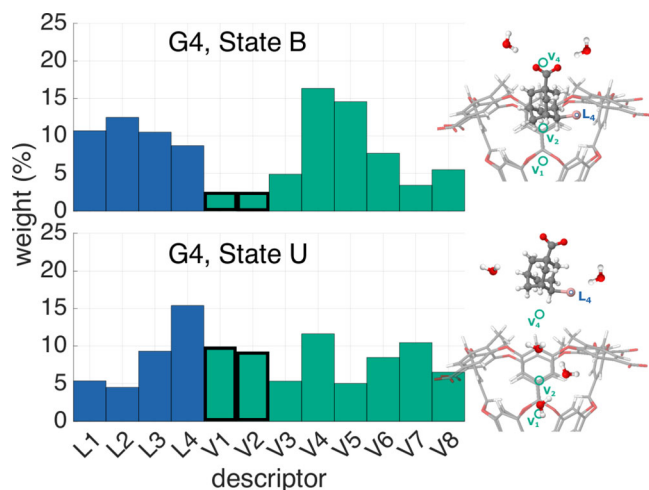 25
20
15
10
5
0
G4, State B
V4
L4
V2
V1
weight (%)
25
20
15
10
5
0
G4, State U
L4
V4
V2
V1
L1 L2 L3 L4 V1 V2 V3 V4 V5 V6 V7 V8
descriptor